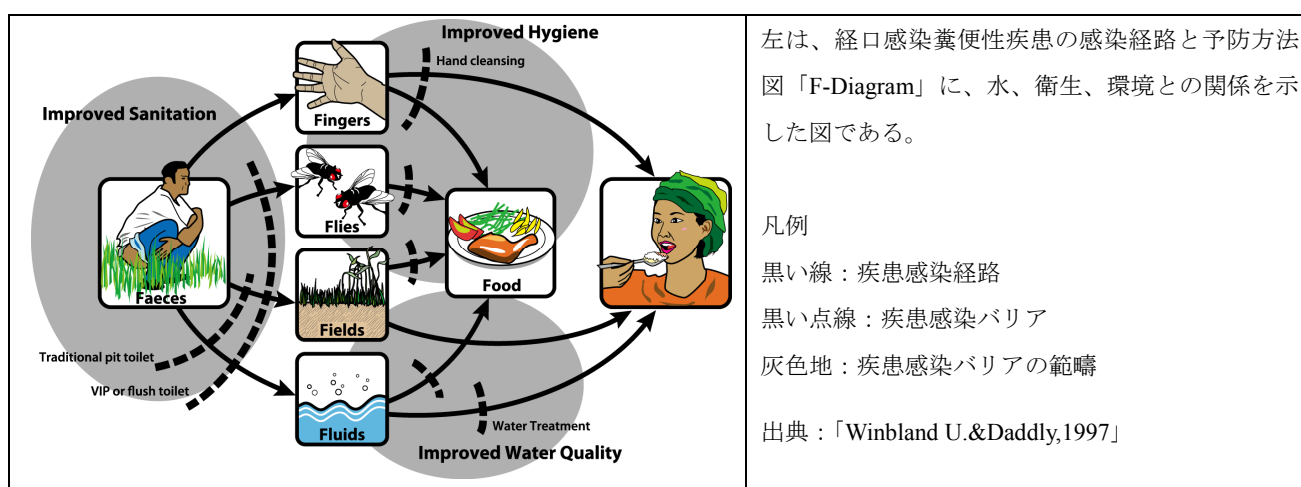 Improved Hygiene
Hand cleansing
Improved Sanitation
Fingers
Flies
Faeces
Food
Fields
Traditional pit toilet
VIP or flush toilet
Fluids
Water Treatment
Improved Water Quality
左は、経口感染糞便性疾患の感染経路と予防方法
図「F-Diagram」に、水、衛生、環境との関係を示
した図である。
凡例
黒い線：疾患感染経路
黒い点線：疾患感染バリア
灰色地：疾患感染バリアの範疇
出典：「Winbland U.&Daddly,1997」